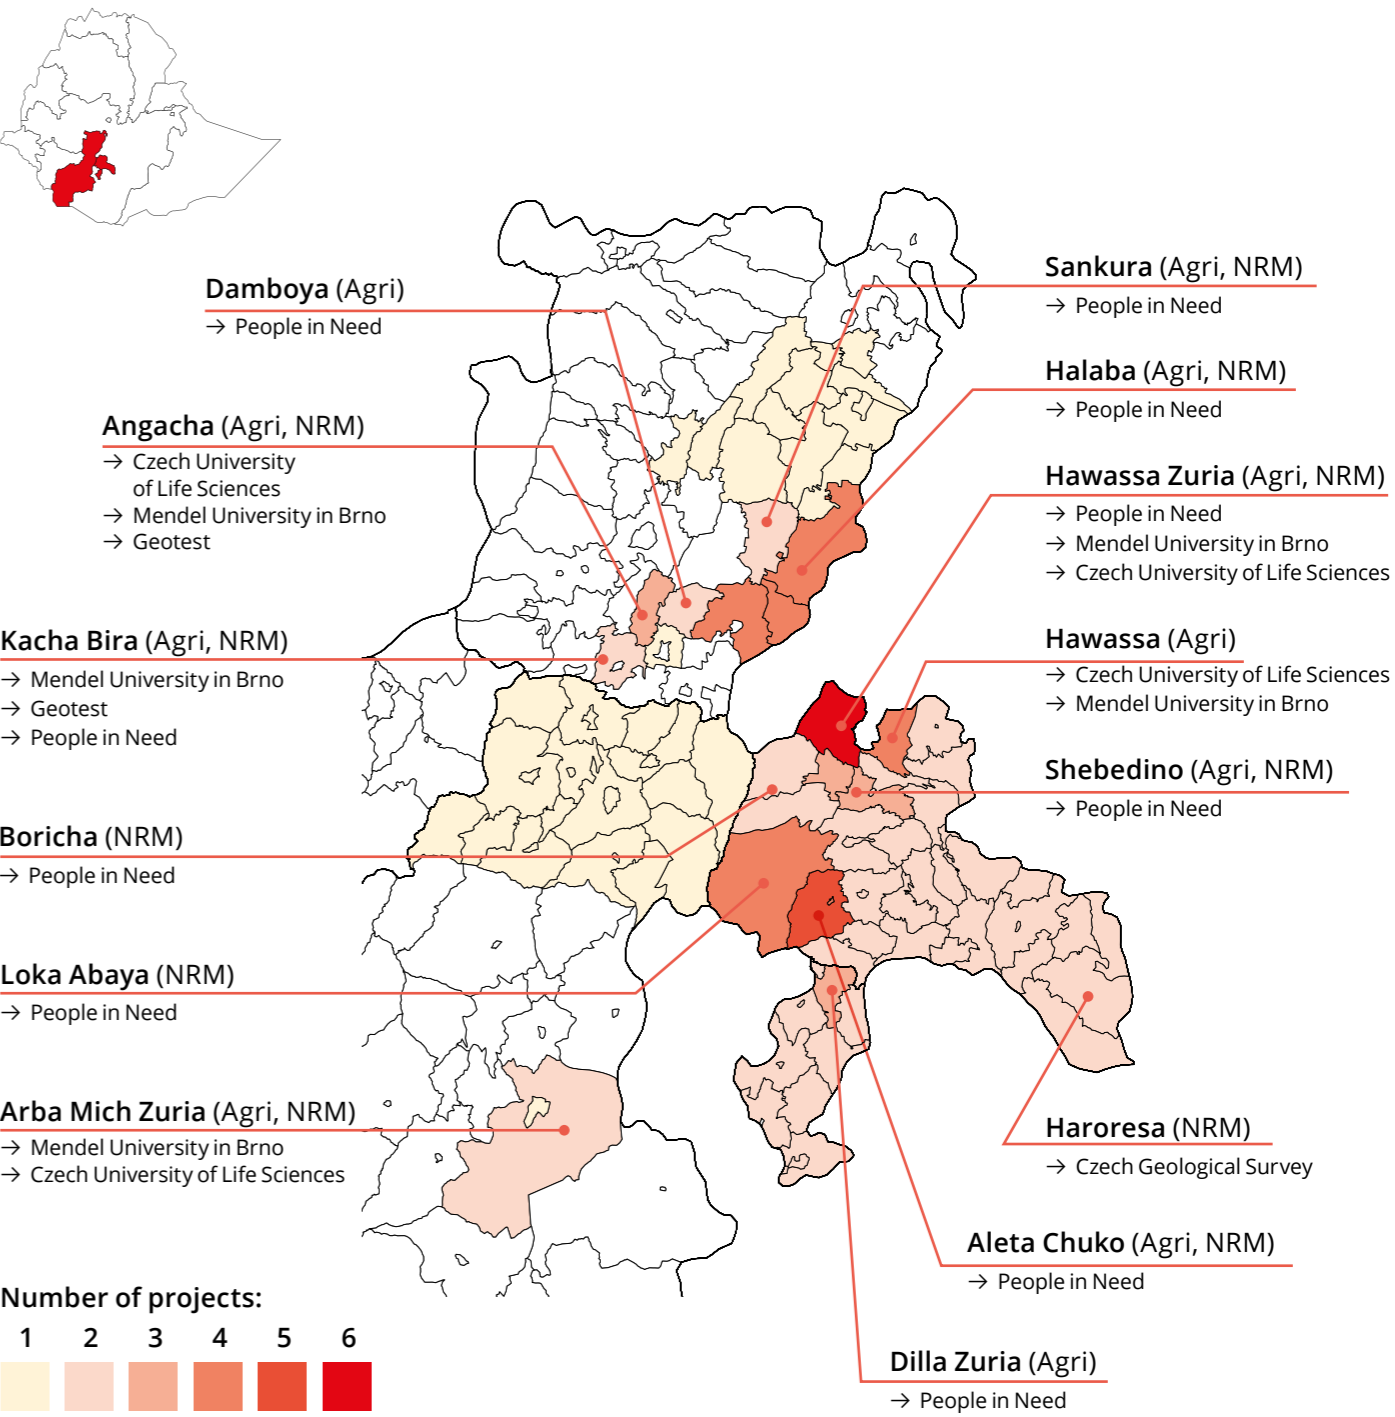 Damboya (Agri)
→ People in Need
Angacha (Agri, NRM)
→ Czech University
of Life Sciences
→ Mendel University in Brno
→ Geotest
Kacha Bira (Agri, NRM)
→ Mendel University in Brno
→ Geotest
→ People in Need
Boricha (NRM)
→ People in Need
Loka Abaya (NRM)
→ People in Need
Arba Mich Zuria (Agri, NRM)
→ Mendel University in Brno
→ Czech University of Life Sciences
Sankura (Agri, NRM)
→ People in Need
Halaba (Agri, NRM)
→ People in Need
Hawassa Zuria (Agri, NRM)
→ People in Need
→ Mendel University in Brno
→ Czech University of Life Sciences
Hawassa (Agri)
→ Czech University of Life Sciences
→ Mendel University in Brno
Shebedino (Agri, NRM)
→ People in Need
Haroresa (NRM)
→ Czech Geological Survey
Aleta Chuko (Agri, NRM)
→ People in Need
Dilla Zuria (Agri)
→ People in Need
Number of projects:
1 2 3 4 5 6